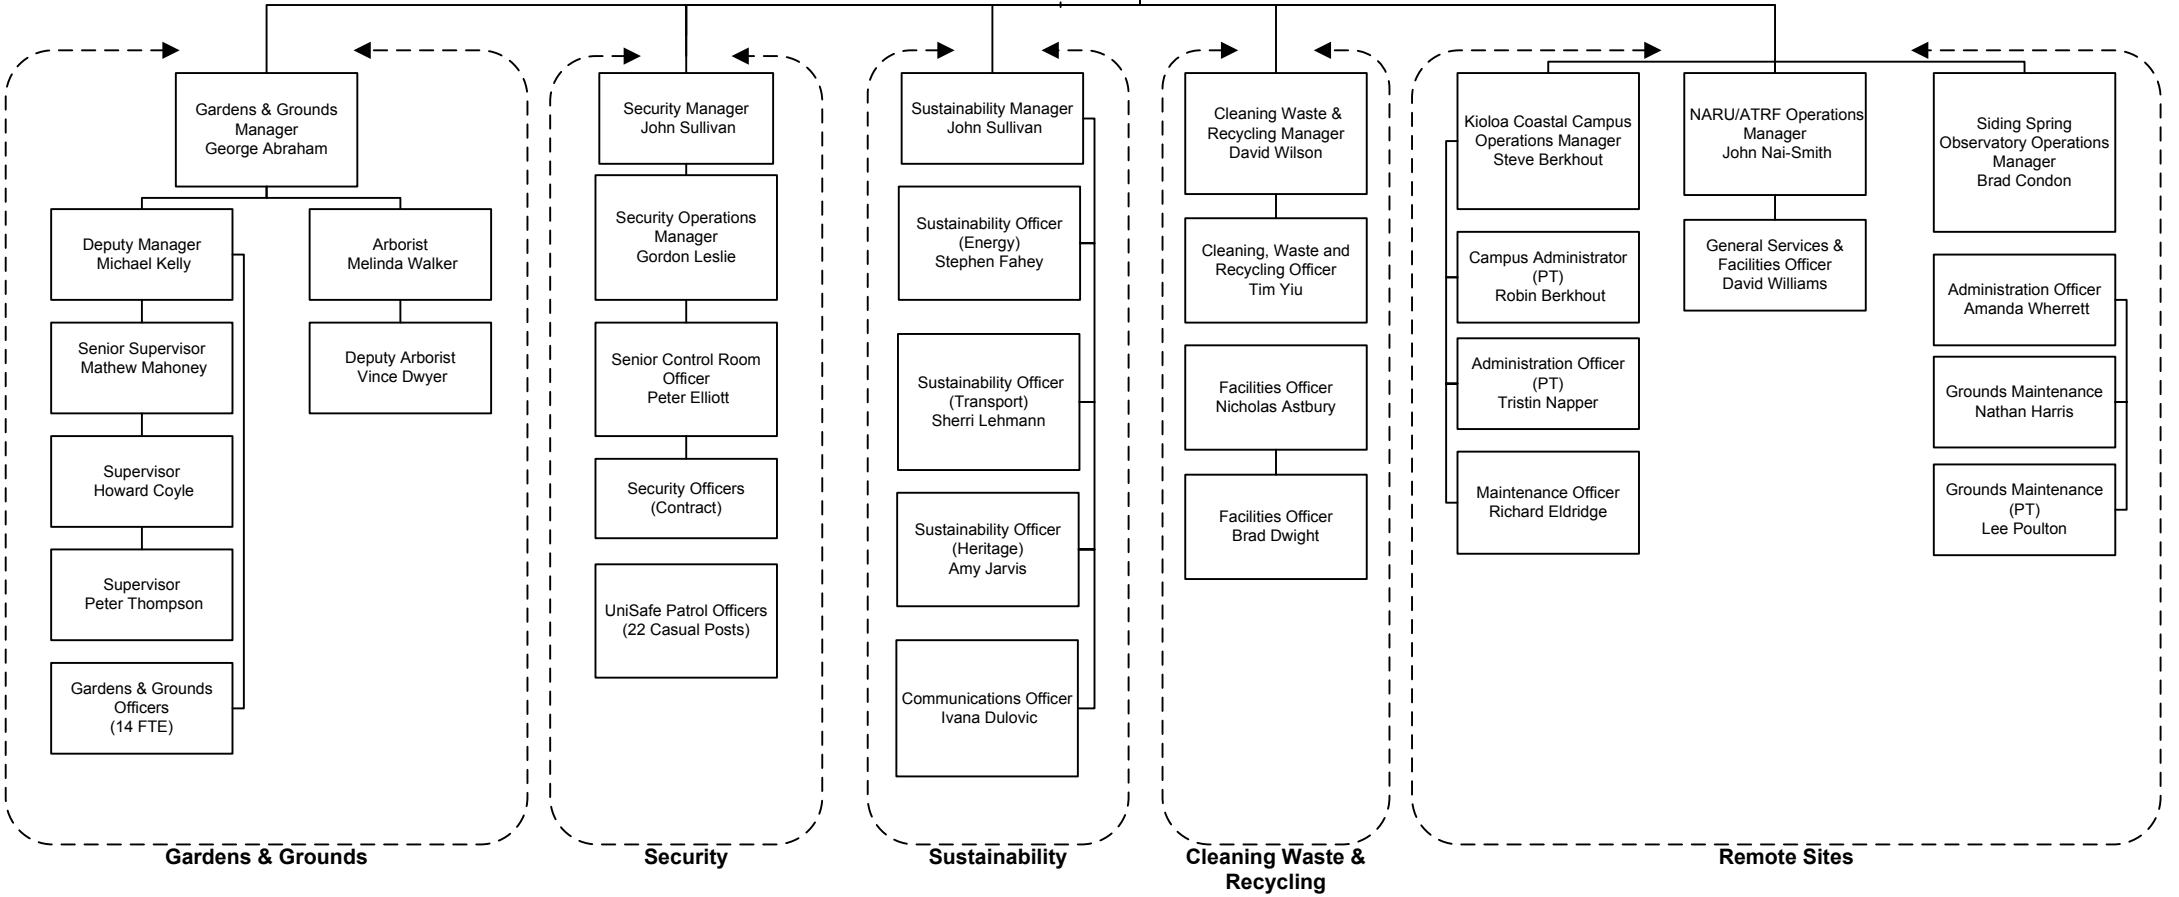 Gardens & Grounds
Manager
George Abraham
Deputy Manager
Michael Kelly
Arborist
Melinda Walker
Senior Supervisor
Mathew Mahoney
Deputy Arborist
Vince Dwyer
Supervisor
Howard Coyle
Supervisor
Peter Thompson
Gardens & Grounds
Officers
(14 FTE)
Gardens & Grounds
Security Manager
John Sullivan
Security Operations
Manager
Gordon Leslie
Senior Control Room
Officer
Peter Elliott
Security Officers
(Contract)
UniSafe Patrol Officers
(22 Casual Posts)
Security
Sustainability Manager
John Sullivan
Sustainability Officer
(Energy)
Stephen Fahey
Sustainability Officer
(Transport)
Sherri Lehmann
Sustainability Officer
(Heritage)
Amy Jarvis
Communications Officer
Ivana Dulovic
Sustainability
Cleaning Waste &
Recycling Manager
David Wilson
Cleaning, Waste and
Recycling Officer
Tim Yiu
Facilities Officer
Nicholas Astbury
Facilities Officer
Brad Dwight
Cleaning Waste &
Recycling
Kioloa Coastal Campus
Operations Manager
Steve Berkhout
Campus Administrator
(PT)
Robin Berkhout
Administration Officer
(PT)
Tristin Napper
Maintenance Officer
Richard Eldridge
NARU/ATRF Operations
Manager
John Nai-Smith
General Services &
Facilities Officer
David Williams
Siding Spring
Observatory Operations
Manager
Brad Condon
Administration Officer
Amanda Wherrett
Grounds Maintenance
Nathan Harris
Grounds Maintenance
(PT)
Lee Poulton
Remote Sites